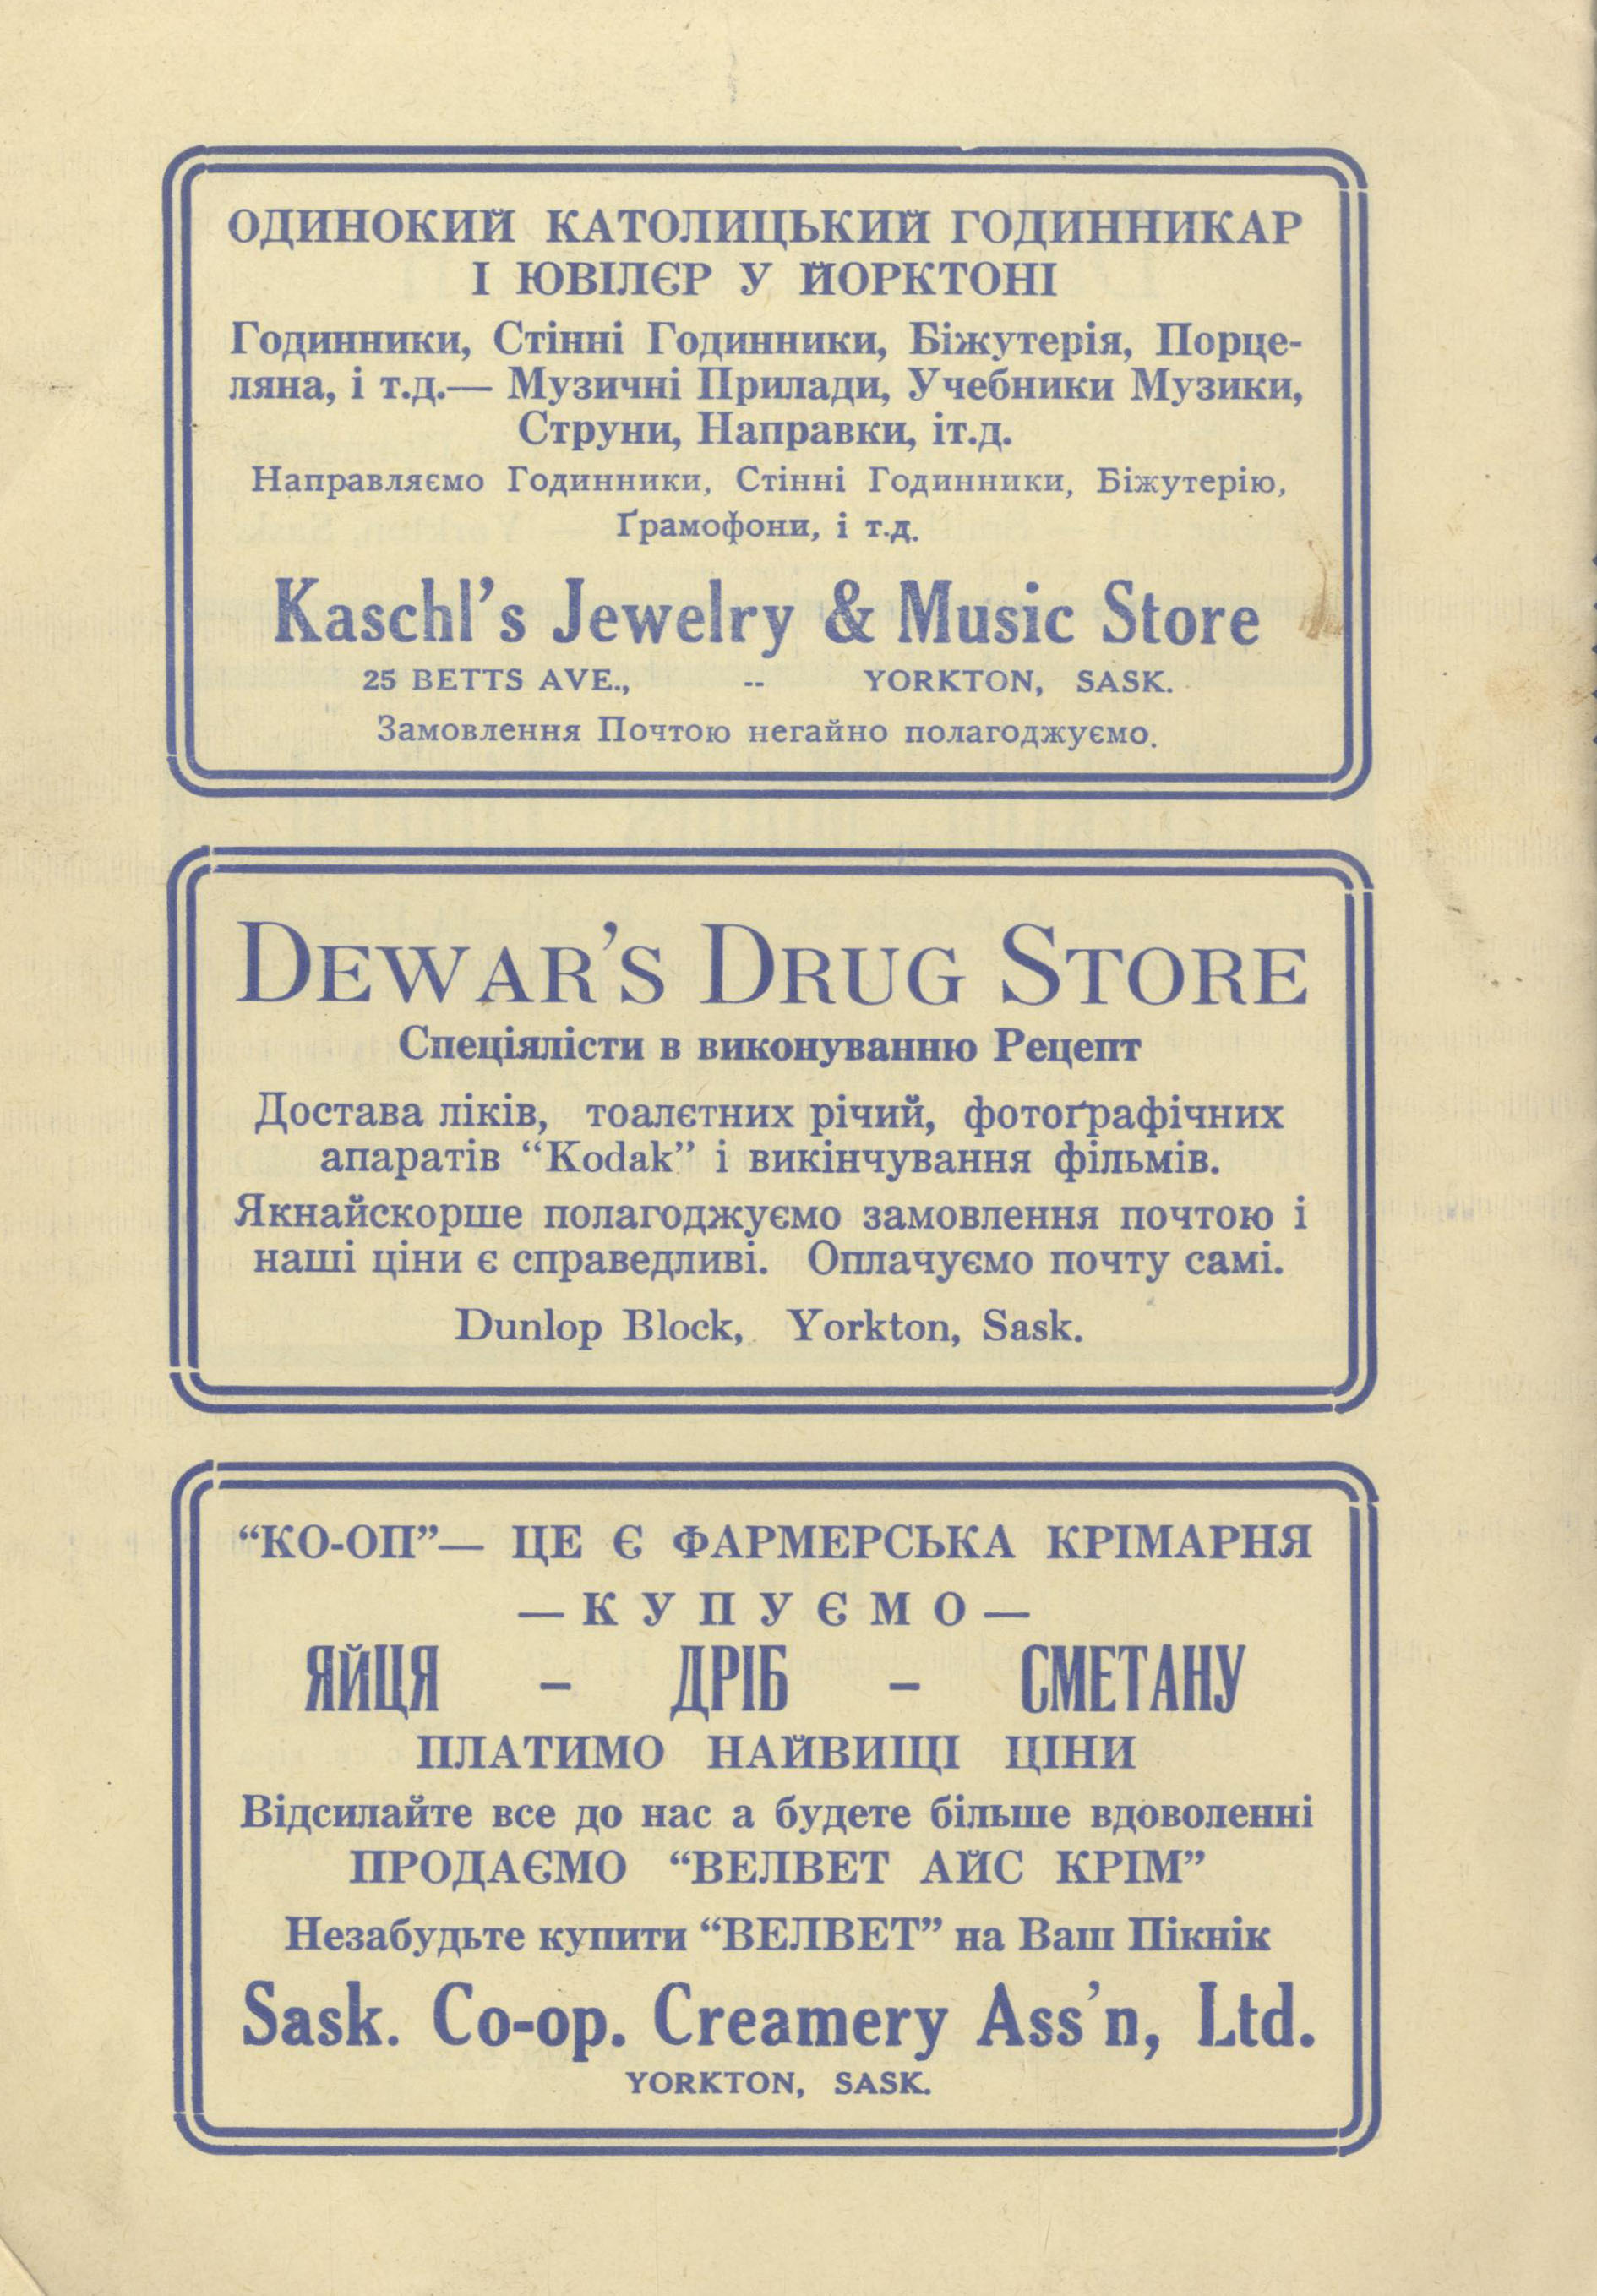 ОДИНОКИЙ КАТОЛИЦЬКИЙ ГОДИННИКАР
І ЮВІЛЄР У ЙОРКТОНІ
Годинники, Стінні Годинники, Біжутерія, Порце-
ляна, і т.д.— Музичні Прилади, Учебники Музики,
Струни, Направки, іт.д.
Направляємо Годинники, Стінні Годинники, Біжутерію,
Ґрамофони, і т.д.
Kaschl's Jewelry & Music Store
25 BETTS AVE., -- YORKTON, SASK.
Замовлення Почтою негайно полагоджуємо.
DEWAR'S DRUG STORE
Спеціялісти в виконуванню Рецепт
Достава ліків, тоалєтних річий, фотоґрафічних
апаратів “Kodak” і викінчування фільмів.
Якнайскорше полагоджуємо замовлення почтою і
наші ціни є справедливі. Оплачуємо почту самі.
Dunlop Block, Yorkton, Sask.
“КО-ОП”— ЦЕ Є ФАРМЕРСЬКА КРІМАРНЯ
— К У П У Є М О —
ЯЙЦЯ – ДРІБ – СМЕТАНУ
ПЛАТИМО НАЙВИЩІ ЦІНИ
Відсилайте все до нас а будете більше вдоволенні
ПРОДАЄМО “ВЕЛВЕТ АЙС КРІМ”
Незабудьте купити “ВЕЛВЕТ” на Ваш Пікнік
Sask. Co-op. Creamery Ass'n, Ltd.
YORKTON, SASK.